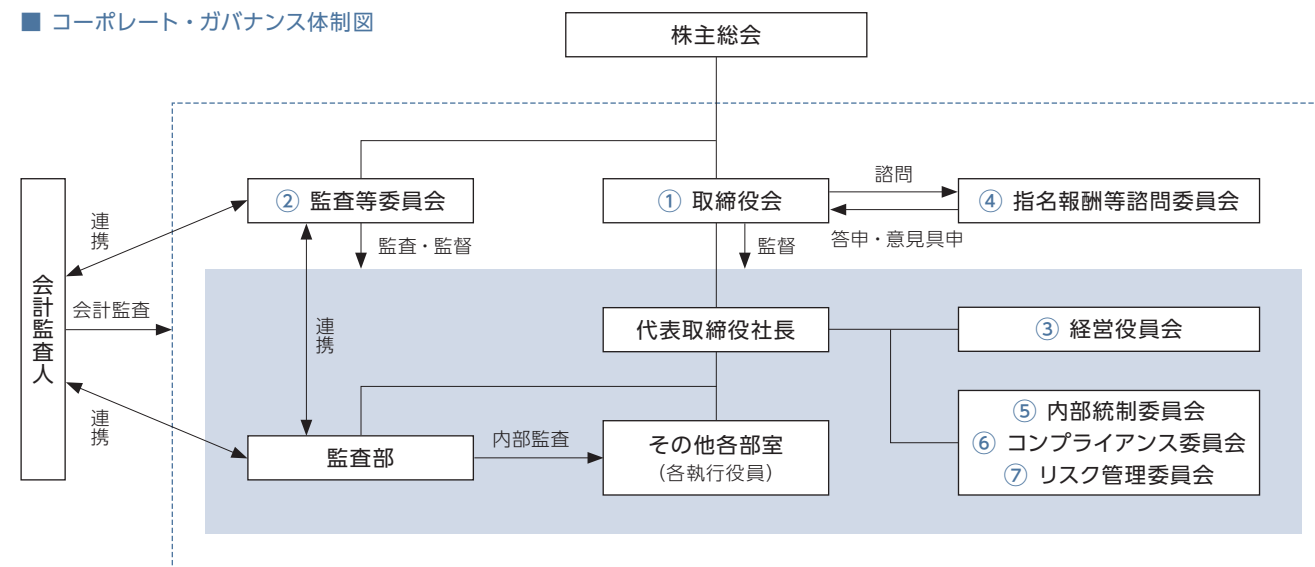 ■ コーポレート・ガバナンス体制図
株主総会
② 監査等委員会
① 取締役会
諮問
④ 指名報酬等諮問委員会
答申・意見具申
連携
監査・監督
監督
会計監査人
会計監査
連携
代表取締役社長
③ 経営役員会
連携
監査部
内部監査
その他各部室
（各執行役員）
⑤ 内部統制委員会
⑥ コンプライアンス委員会
⑦ リスク管理委員会